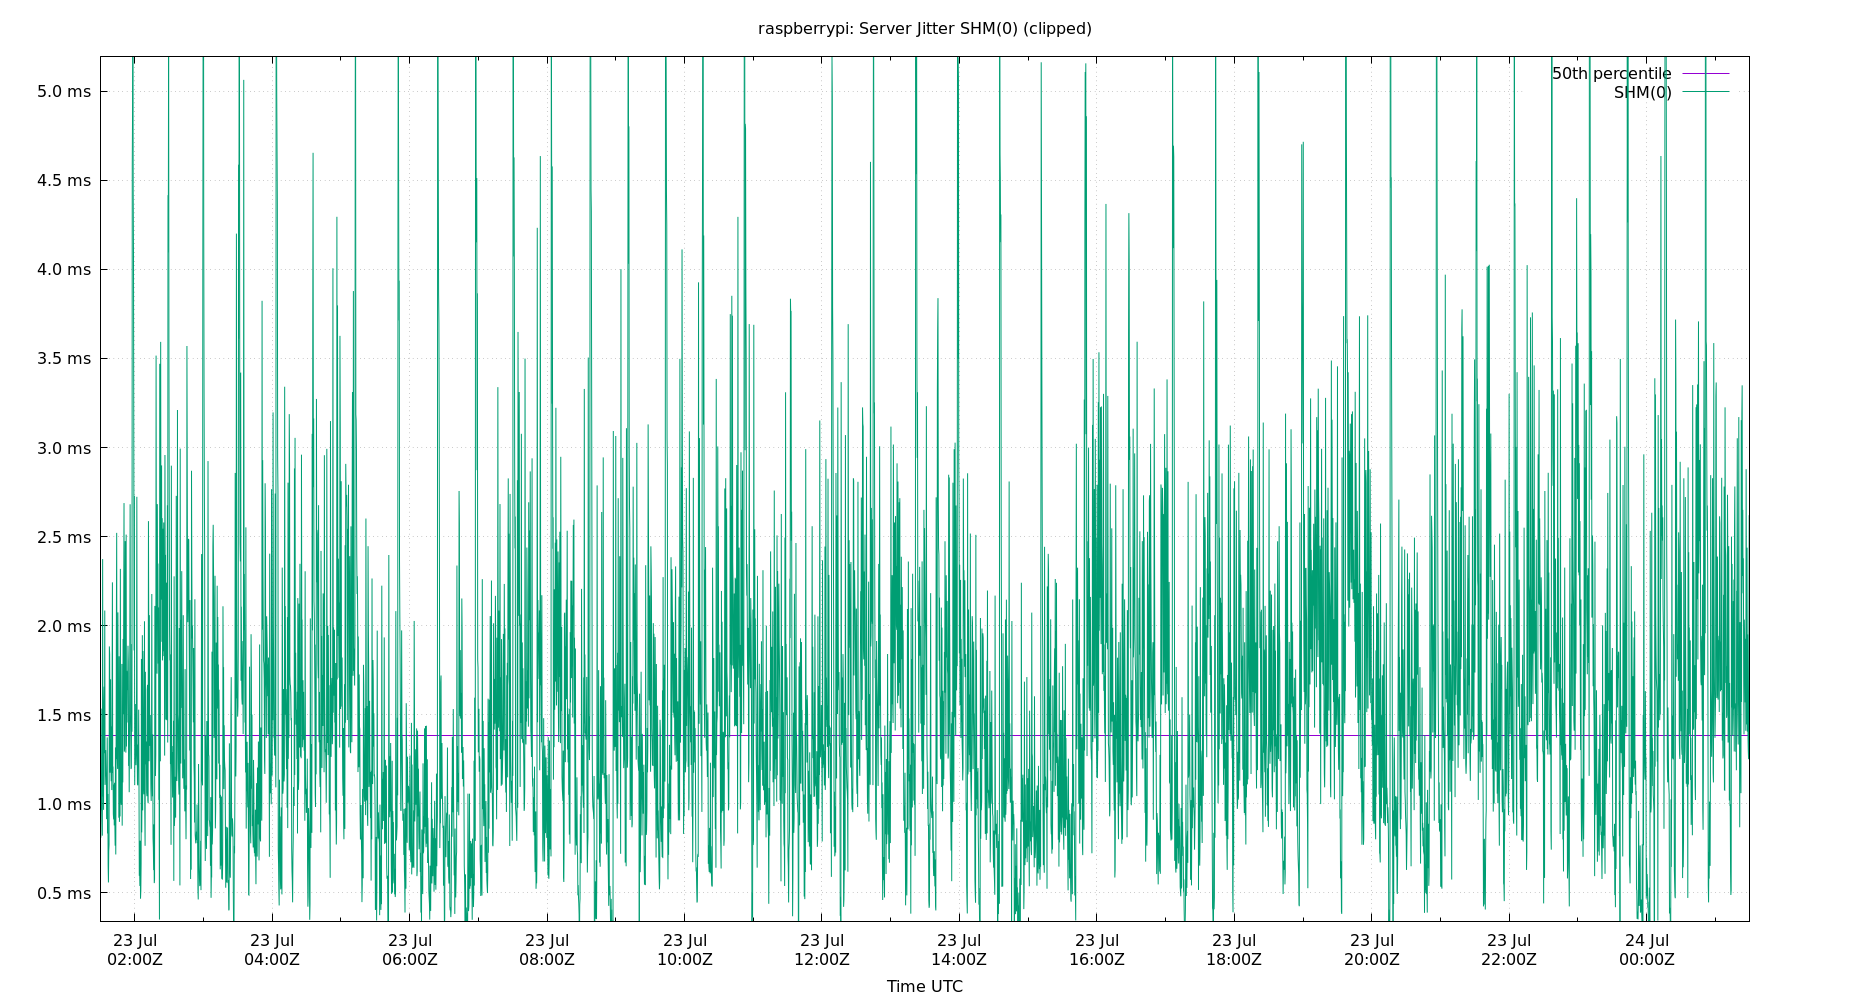 raspberrypi: Server Jitter SHM(0) (clipped)
50th percentile
SHM(0)
5.0 ms
4.5 ms
4.0 ms
3.5 ms
3.0 ms
2.5 ms
2.0 ms
1.5 ms
1.0 ms
0.5 ms
23 Jul 23 Jul 23 Jul 23 Jul 23 Jul 23 Jul 23 Jul 23 Jul 23 Jul 23 Jul 23 Jul 24 Jul
02:00Z 04:00Z 06:00Z 08:00Z 10:00Z 12:00Z 14:00Z 16:00Z 18:00Z 20:00Z 22:00Z 00:00Z
Time UTC